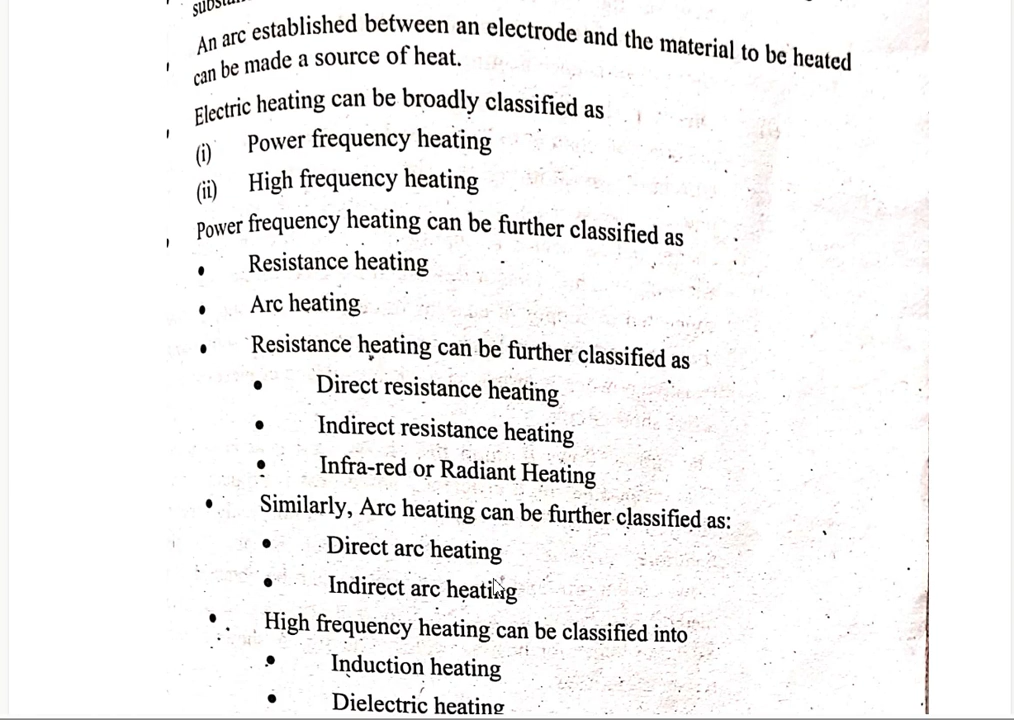 An arc established between an electrode and the material to be heated
can be made a source of heat.
Electric heating can be broadly classified as
(i) Power frequency heating
(ii) High frequency heating
Power frequency heating can be further classified as
• Resistance heating
• Arc heating
• Resistance heating can be further classified as
• Direct resistance heating
• Indirect resistance heating
• Infra-red or Radiant Heating
• Similarly, Arc heating can be further classified as:
• Direct arc heating
• Indirect arc heating
• High frequency heating can be classified into
• Induction heating
• Dielectric heating